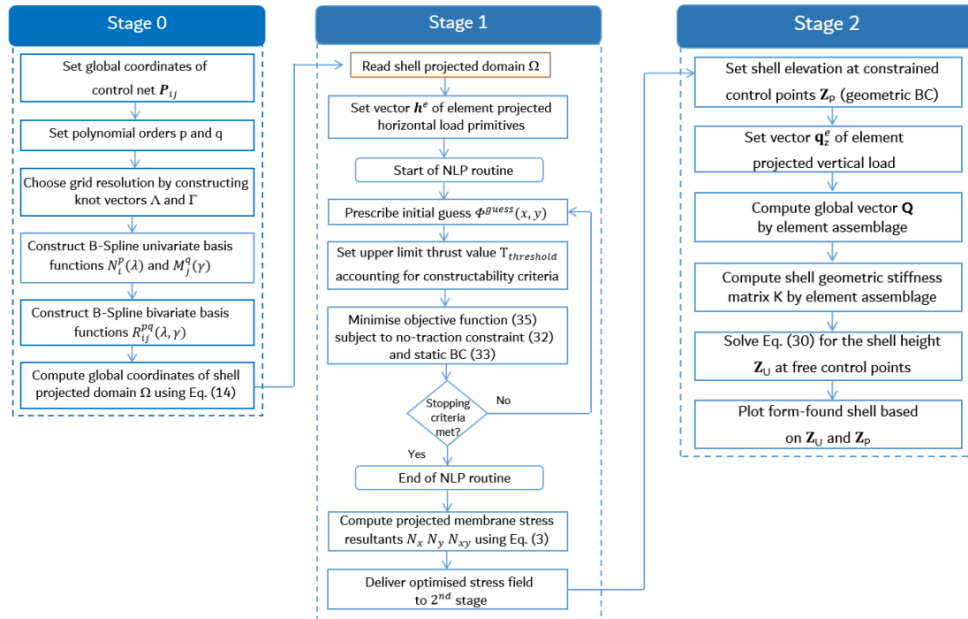 Stage 0
Set global coordinates of
control net 𝑷𝑖𝑗
Set polynomial orders p and q
Choose grid resolution by constructing
knot vectors Λ and Γ
Construct B-Spline univariate basis
functions 𝑁ᵢᵖ(λ) and 𝑀ⱼ^q(γ)
Construct B-Spline bivariate basis
functions 𝑅ᵢⱼ^pq(λ, γ)
Compute global coordinates of shell
projected domain Ω using Eq. (14)
Stage 1
Read shell projected domain Ω
Set vector 𝒉ᵉ of element projected
horizontal load primitives
Start of NLP routine
Prescribe initial guess Φ^guess(x, y)
Set upper limit thrust value T_threshold
accounting for constructability criteria
Minimise objective function (35)
subject to no-traction constraint (32)
and static BC (33)
Stopping
criteria
met?
No
Yes
End of NLP routine
Compute projected membrane stress
resultants N_x N_y N_xy using Eq. (3)
Deliver optimised stress field
to 2ⁿᵈ stage
Stage 2
Set shell elevation at constrained
control points Z_P (geometric BC)
Set vector q_z^e of element
projected vertical load
Compute global vector Q
by element assemblage
Compute shell geometric stiffness
matrix K by element assemblage
Solve Eq. (30) for the shell height
Z_U at free control points
Plot form-found shell based
on Z_U and Z_P